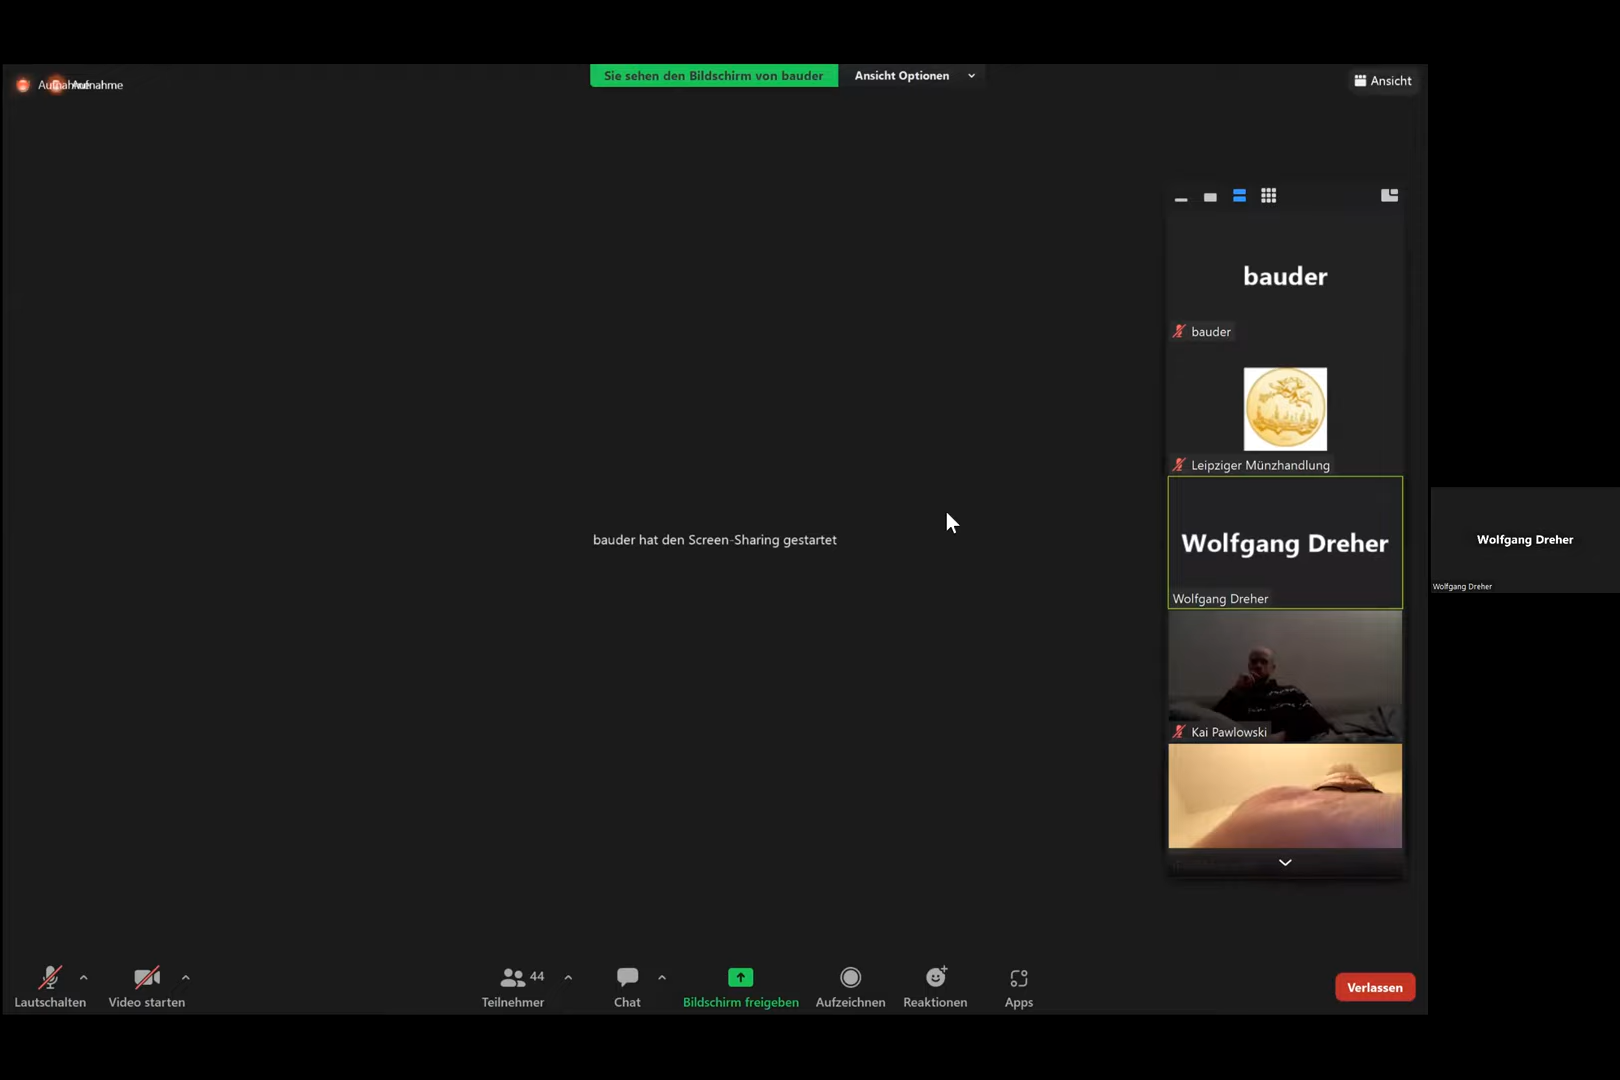 Aufnahme
Aufnahme
Sie sehen den Bildschirm von bauder
Ansicht Optionen
Ansicht
bauder
bauder
Leipziger Münzhandlung
Wolfgang Dreher
Wolfgang Dreher
Wolfgang Dreher
Wolfgang Dreher
bauder hat den Screen-Sharing gestartet
Kai Pawlowski
Lautschalten
Video starten
44
Teilnehmer
Chat
Bildschirm freigeben
Aufzeichnen
Reaktionen
Apps
Verlassen